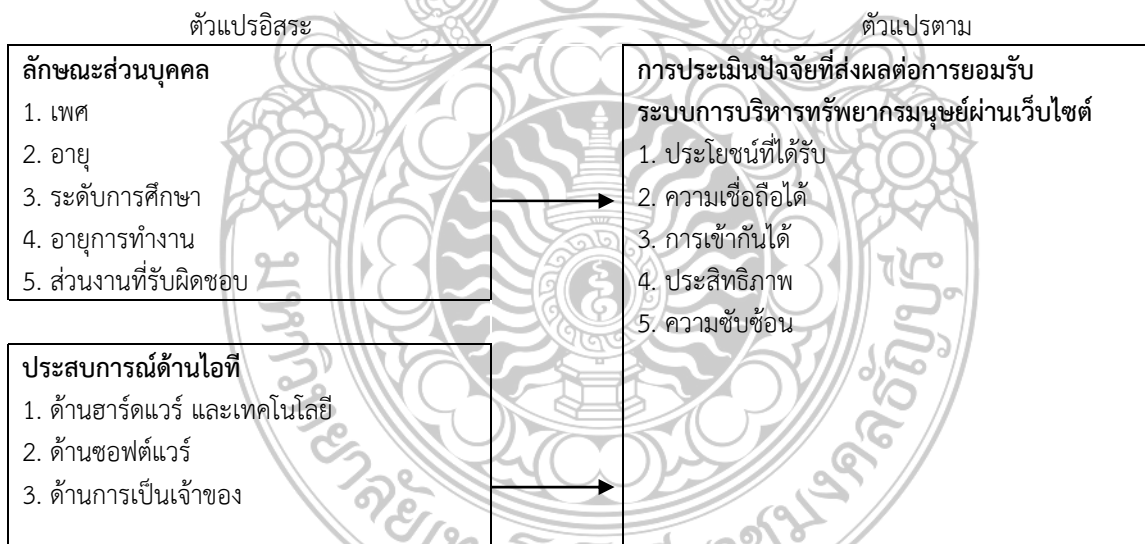 ตัวแปรอิสระ
ตัวแปรตาม
ลักษณะส่วนบุคคล
1. เพศ
2. อายุ
3. ระดับการศึกษา
4. อายุการทำงาน
5. ส่วนงานที่รับผิดชอบ
ประสบการณ์ด้านไอที
1. ด้านฮาร์ดแวร์ และเทคโนโลยี
2. ด้านซอฟต์แวร์
3. ด้านการเป็นเจ้าของ
การประเมินปัจจัยที่ส่งผลต่อการยอมรับ
ระบบการบริหารทรัพยากรมนุษย์ผ่านเว็บไซต์
1. ประโยชน์ที่ได้รับ
2. ความเชื่อถือได้
3. การเข้ากันได้
4. ประสิทธิภาพ
5. ความซับซ้อน